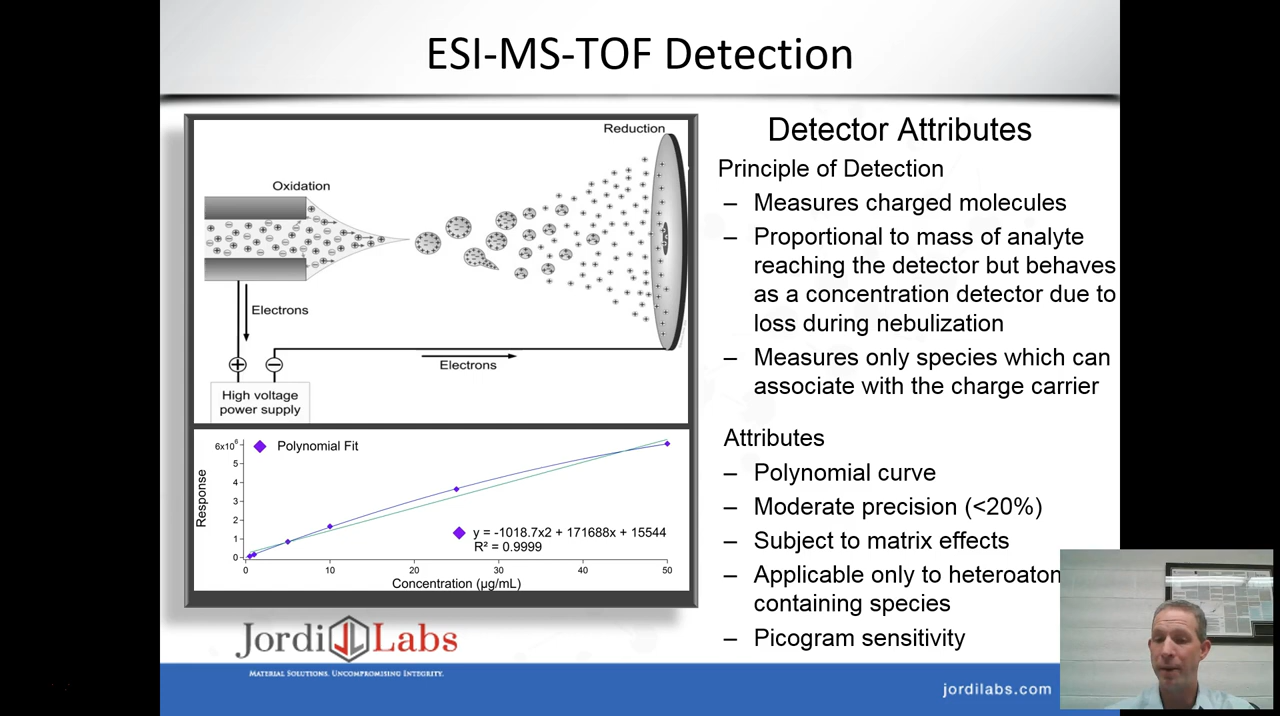 ESI-MS-TOF Detection
Reduction
Oxidation
Electrons
Electrons
High voltage
power supply
6x10⁶
5
4
3
2
1
0
Response
Polynomial Fit
y = -1018.7x2 + 171688x + 15544
R² = 0.9999
0
10
20
30
40
50
Concentration (µg/mL)
Detector Attributes
Principle of Detection
– Measures charged molecules
– Proportional to mass of analyte
reaching the detector but behaves
as a concentration detector due to
loss during nebulization
– Measures only species which can
associate with the charge carrier
Attributes
– Polynomial curve
– Moderate precision (<20%)
– Subject to matrix effects
– Applicable only to heteroatom
containing species
– Picogram sensitivity
Jordi Labs
MATERIAL SOLUTIONS. UNCOMPROMISING INTEGRITY.
jordilabs.com